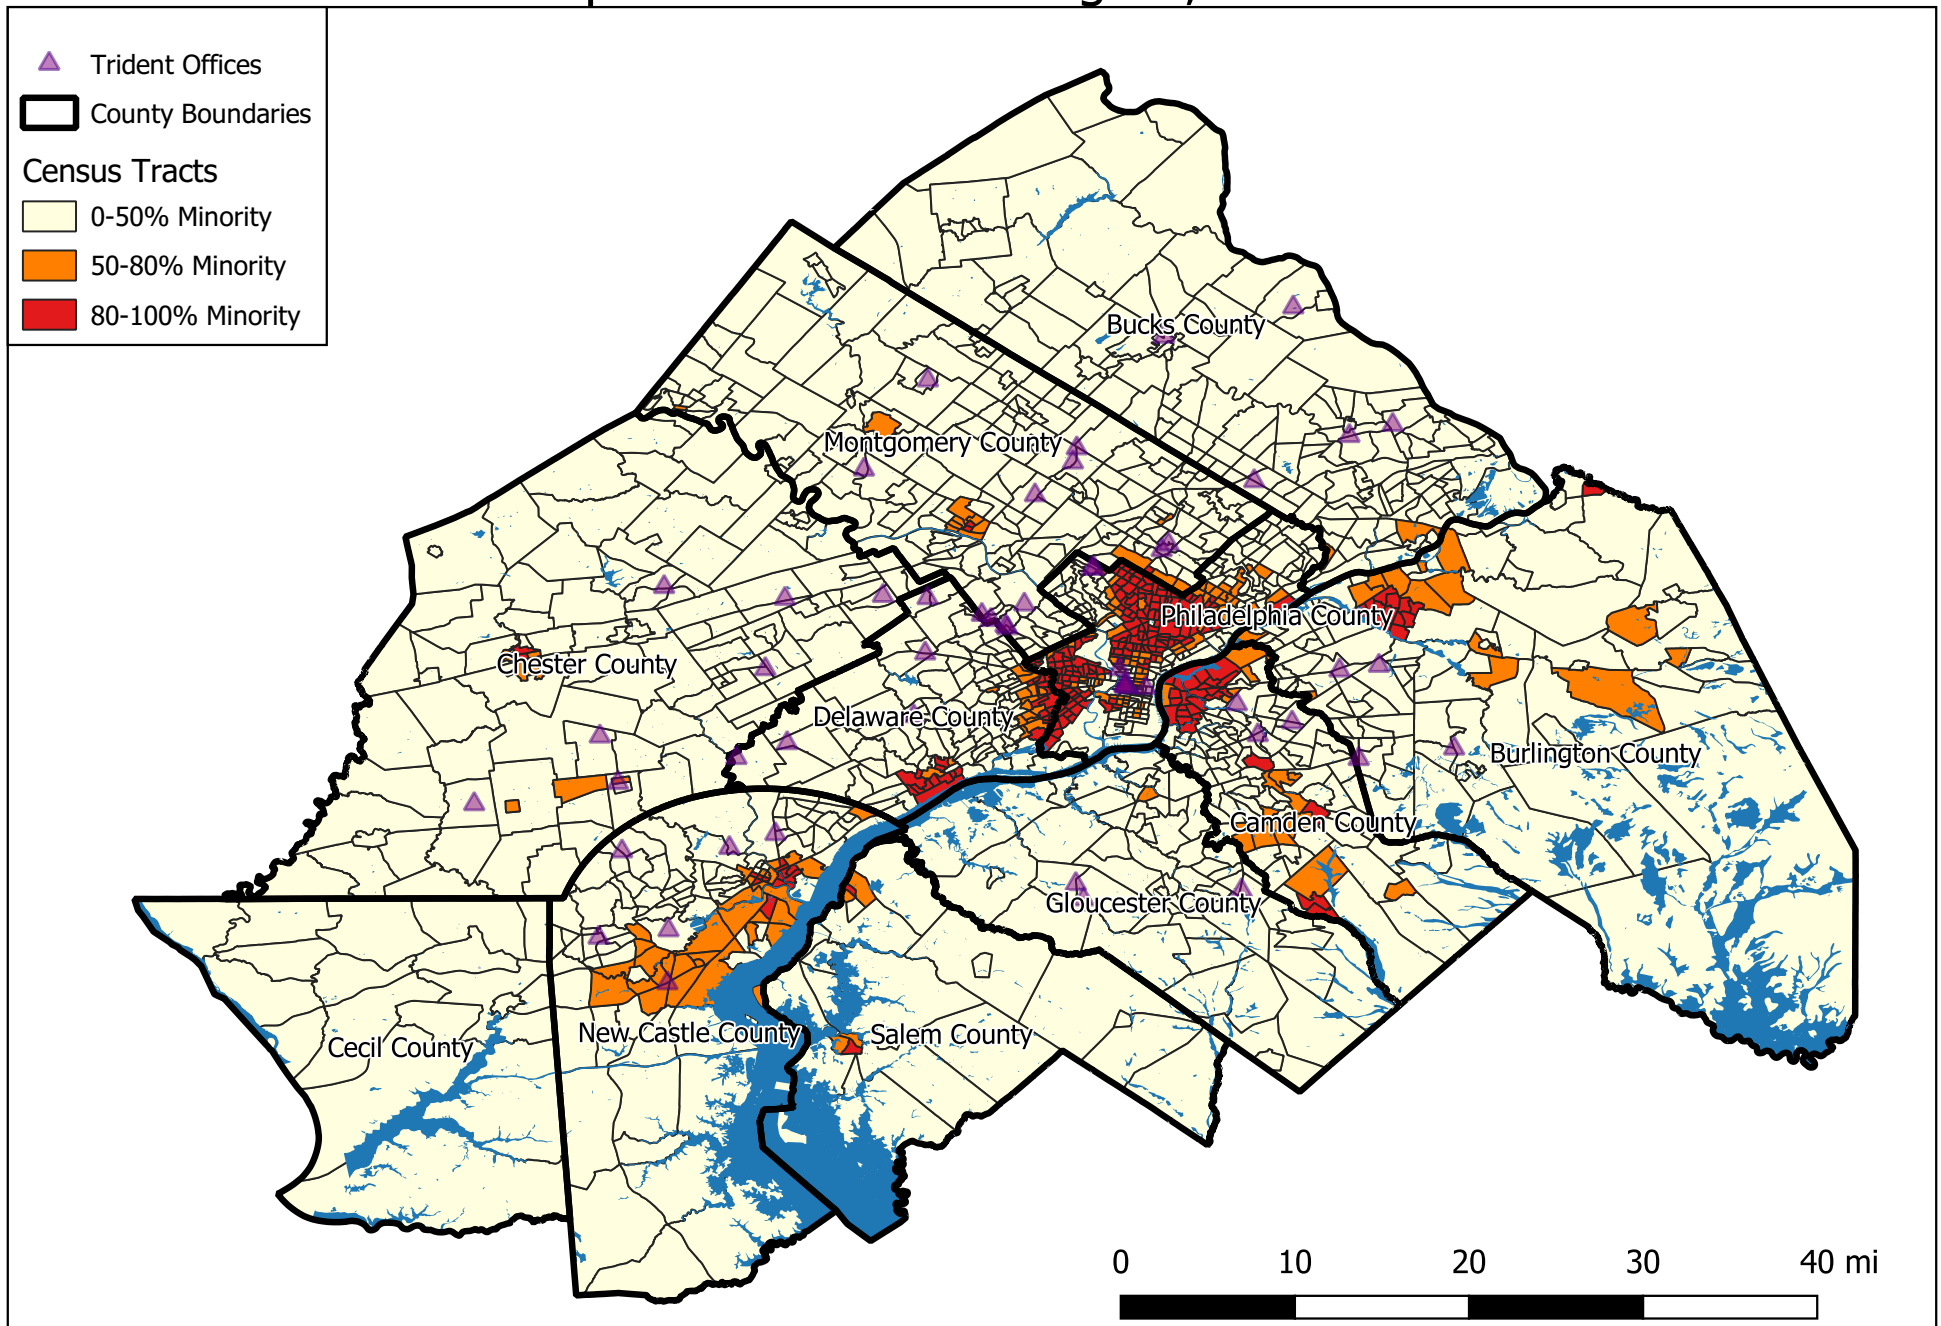 Trident Offices
County Boundaries
Census Tracts
0-50% Minority
50-80% Minority
80-100% Minority
Bucks County
Montgomery County
Philadelphia County
Chester County
Delaware County
Burlington County
Camden County
Gloucester County
New Castle County
Salem County
Cecil County
0 10 20 30 40 mi